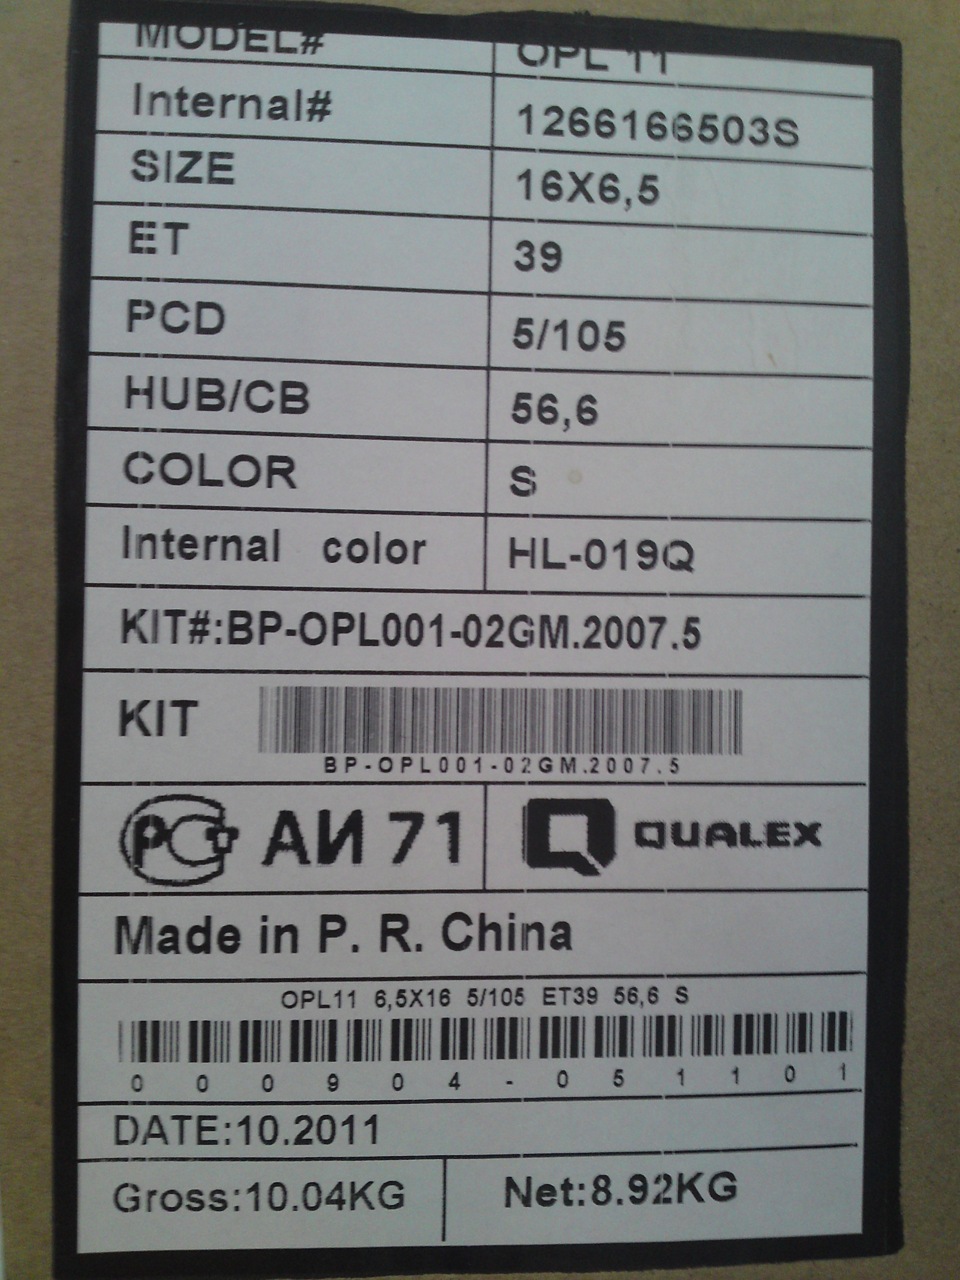 MODEL# OPL 11
Internal# 1266166503S
SIZE 16X6,5
ET 39
PCD 5/105
HUB/CB 56,6
COLOR S
Internal color HL-019Q
KIT#:BP-OPL001-02GM.2007.5
KIT
BP-OPL001-02GM.2007.5
РСТ АИ 71 QUALEX
Made in P. R. China
OPL11 6,5X16 5/105 ET39 56,6 S
000904-051101
DATE:10.2011
Gross:10.04KG Net:8.92KG